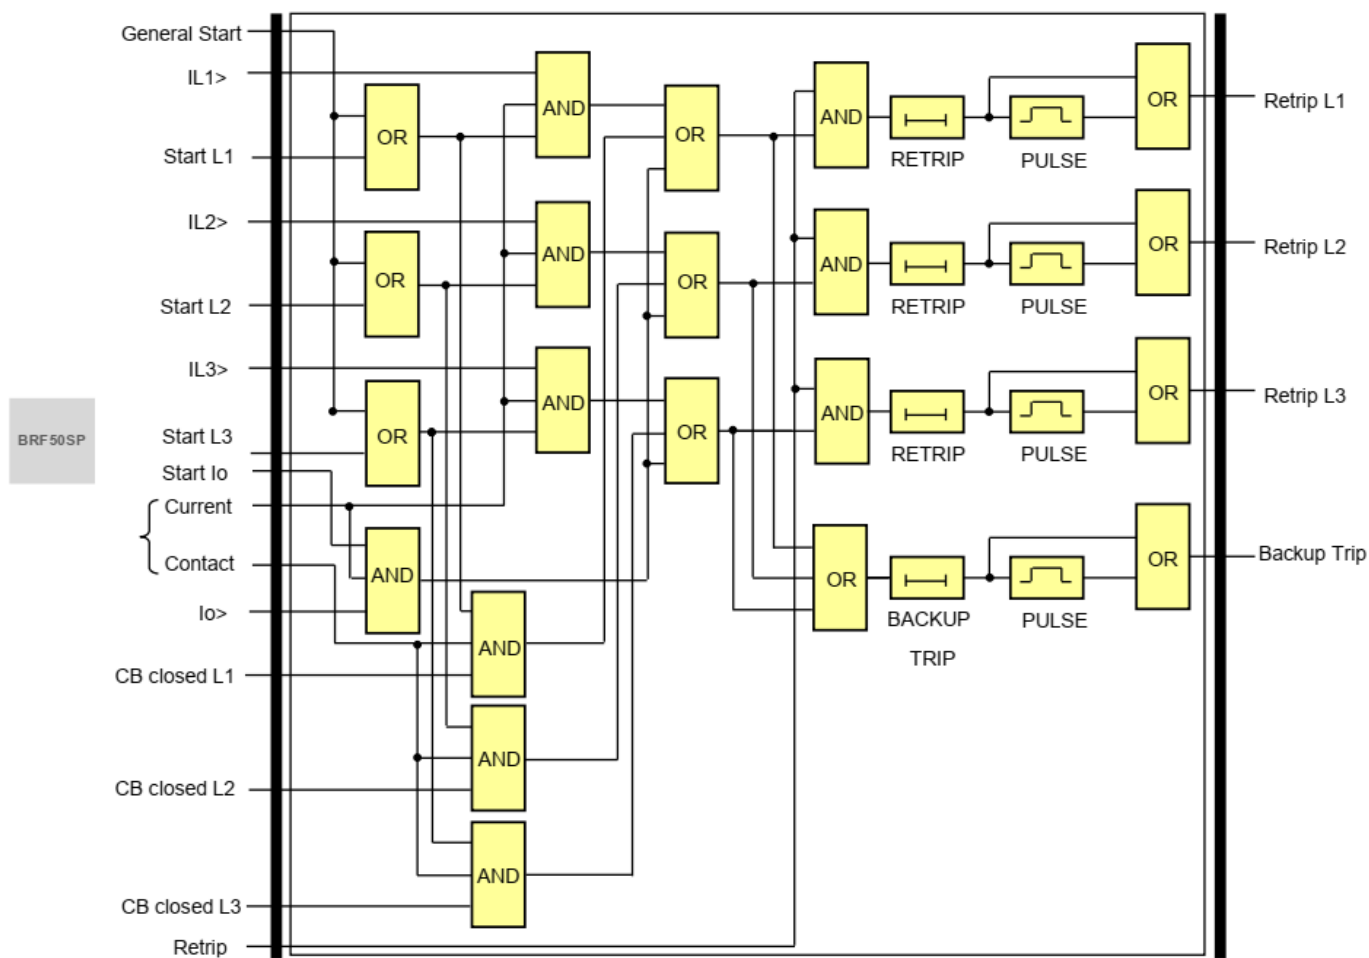 General Start
IL1>
Start L1
IL2>
Start L2
IL3>
BRF50SP
Start L3
Start Io
Current
Contact
Io>
CB closed L1
CB closed L2
CB closed L3
Retrip
OR
OR
OR
AND
AND
AND
AND
AND
AND
AND
OR
OR
OR
AND
RETRIP
PULSE
OR
Retrip L1
AND
RETRIP
PULSE
OR
Retrip L2
AND
RETRIP
PULSE
OR
Retrip L3
OR
BACKUP
TRIP
PULSE
OR
Backup Trip